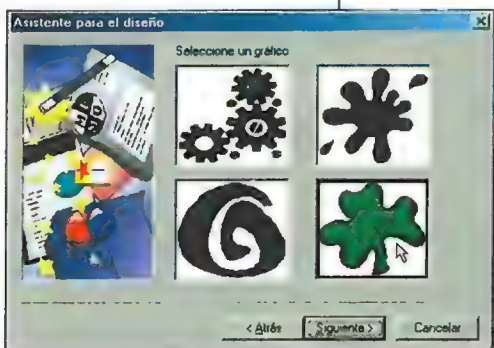 Asistente para el diseño
Seleccione un gráfico
< Atrás
Siguiente >
Cancelar